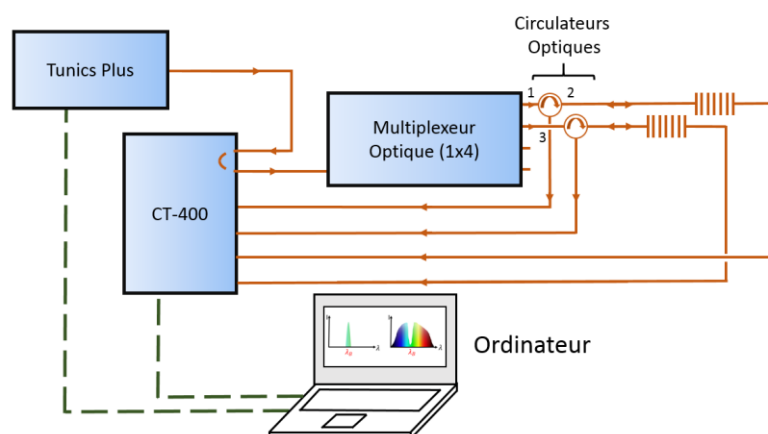 Circulateurs
Optiques
Tunics Plus
1
2
Multiplexeur
Optique (1x4)
3
CT-400
Ordinateur
λ
λ